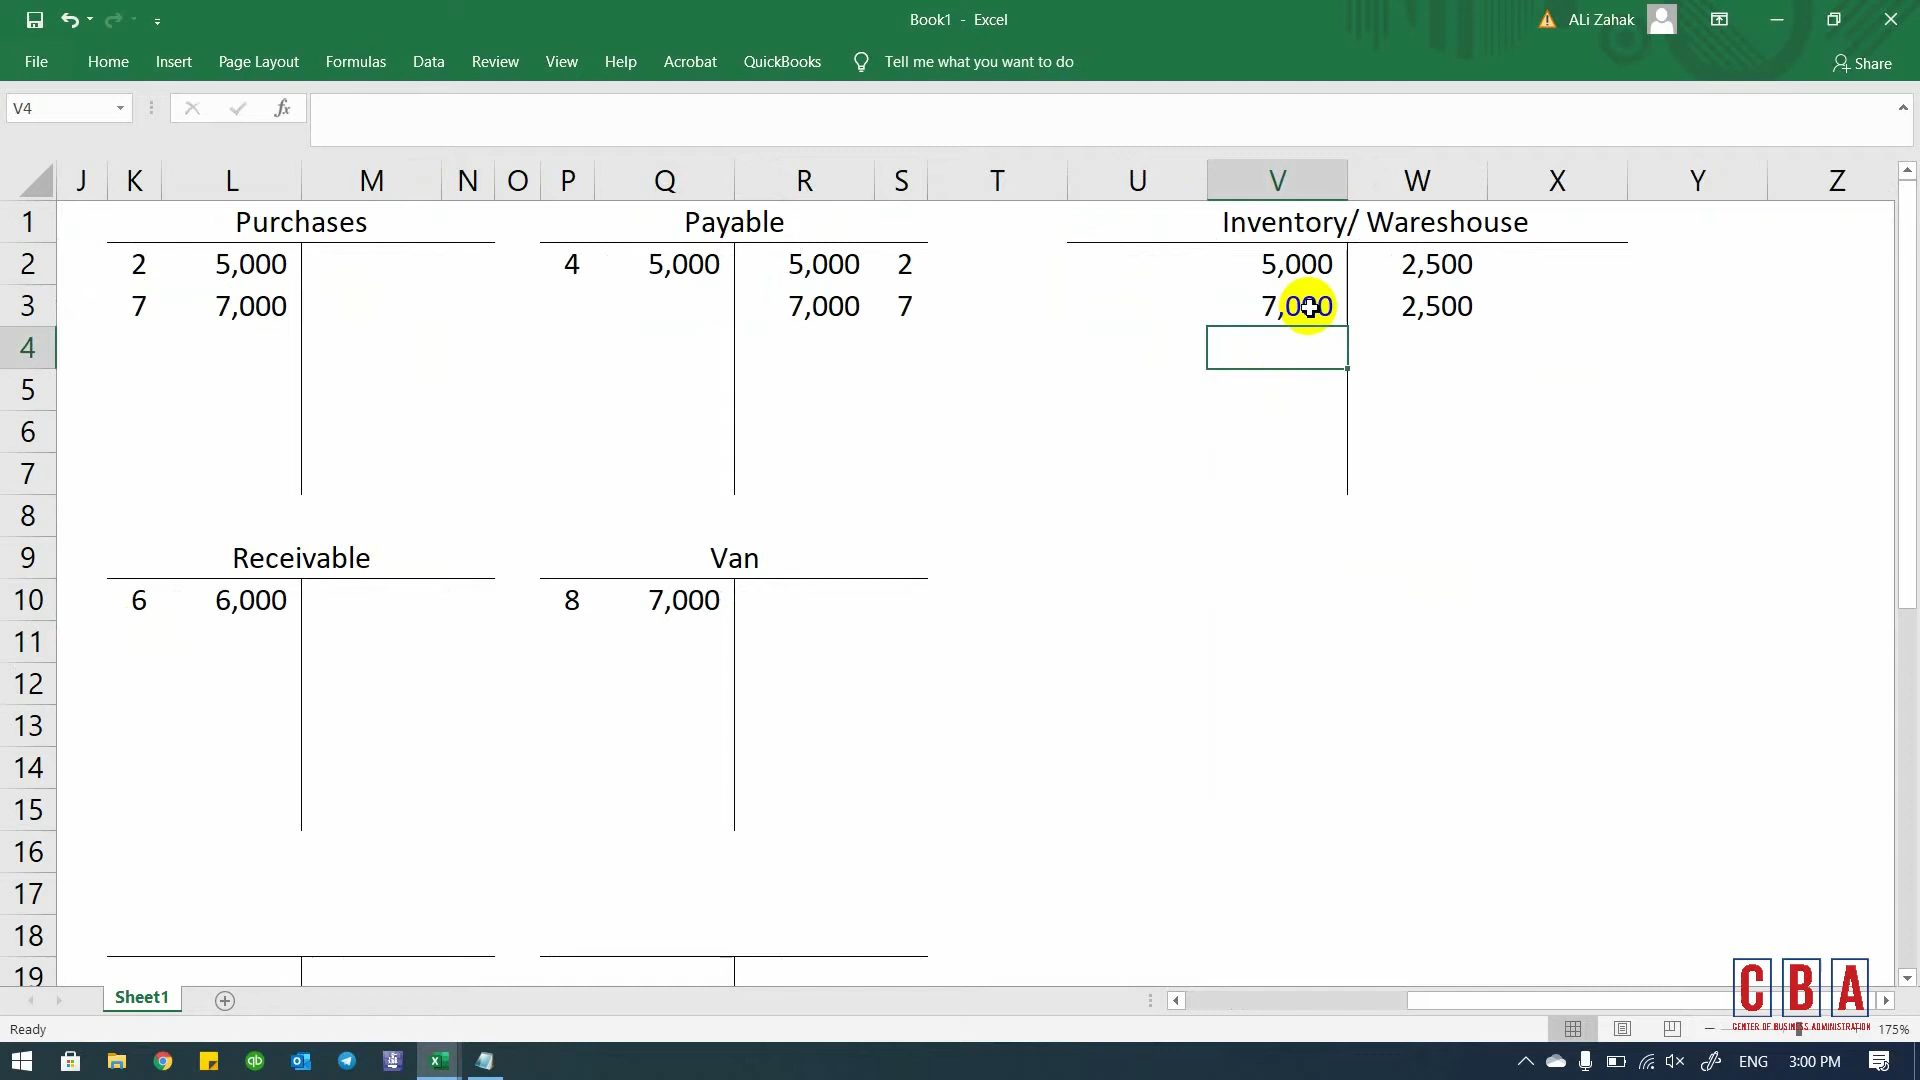 Book1 - Excel
ALi Zahak
File Home Insert Page Layout Formulas Data Review View Help Acrobat QuickBooks Tell me what you want to do
Share
V4
fx
J K L M N O P Q R S T U V W X Y Z
1 Purchases Payable Inventory/ Wareshouse
2 2 5,000 4 5,000 5,000 2 5,000 2,500
3 7 7,000 7,000 7 7,000 2,500
4
5
6
7
8
9 Receivable Van
10 6 6,000 8 7,000
11
12
13
14
15
16
17
18
19
Sheet1
CBA
CENTER OF BUSINESS ADMINISTRATION
Ready
175%
qb
ENG 3:00 PM